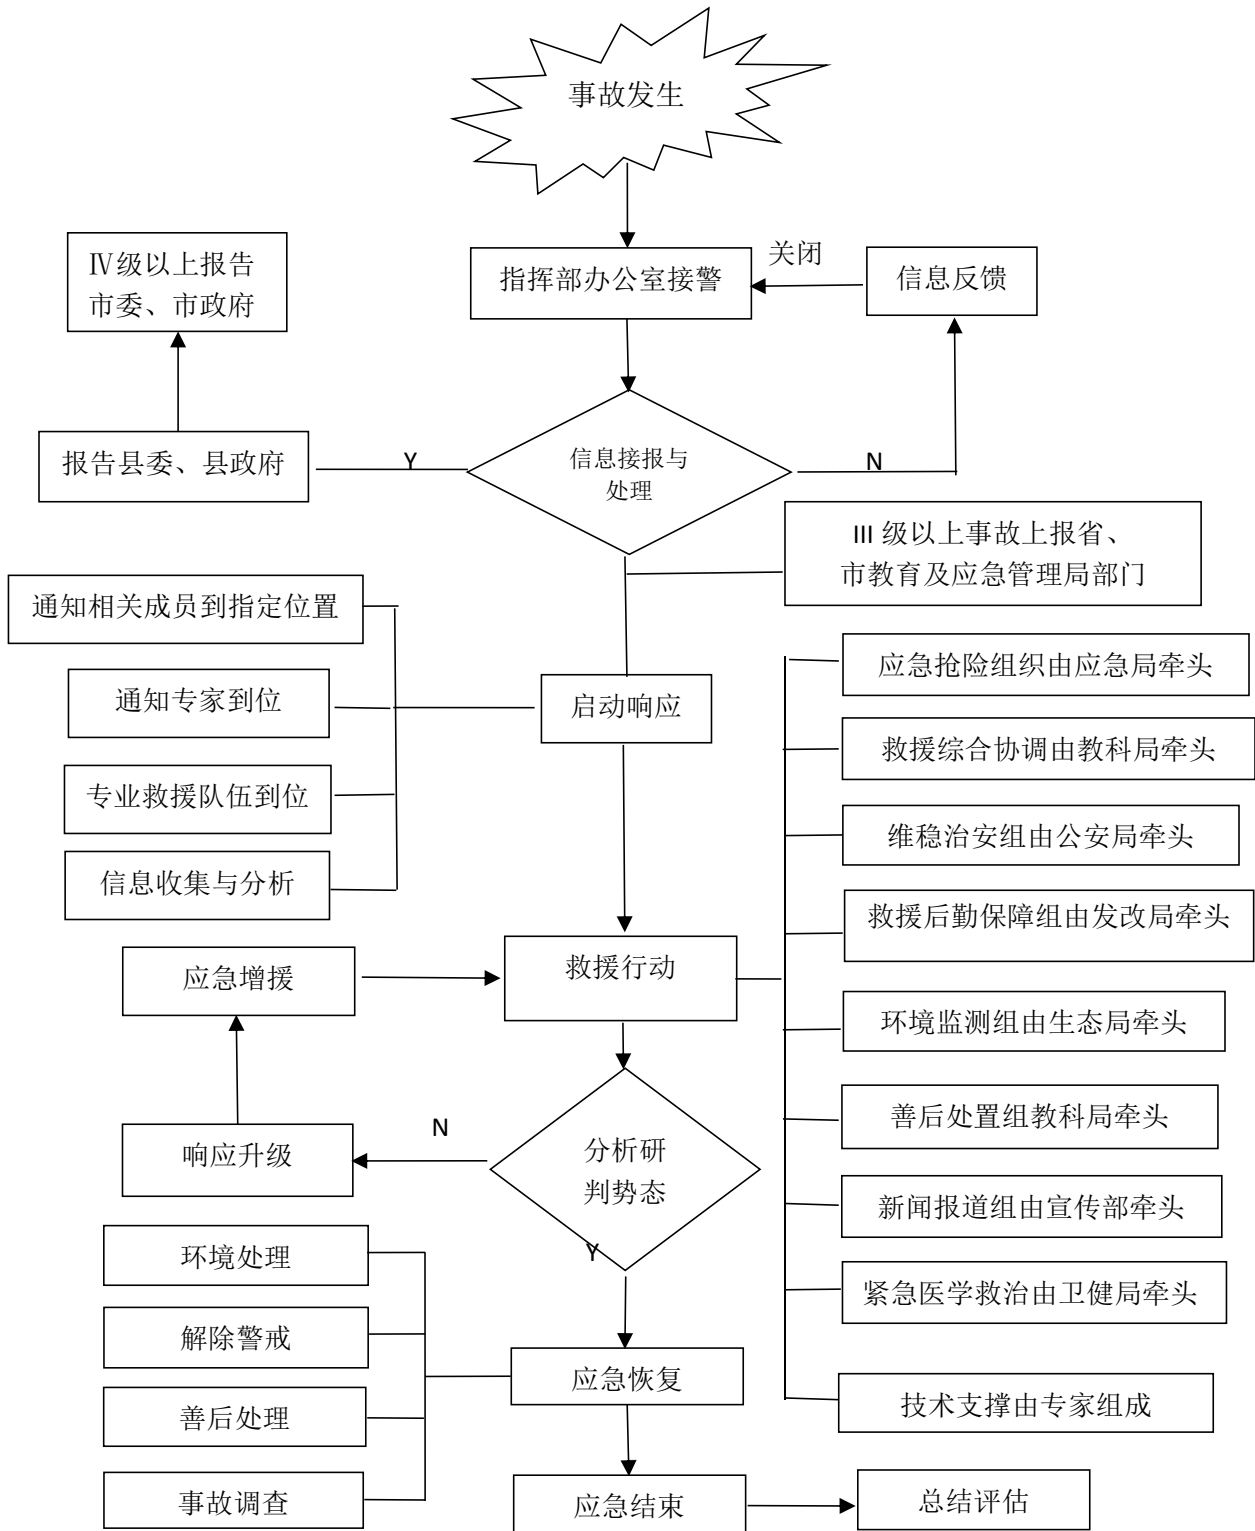 事故发生
关闭
指挥部办公室接警
信息反馈
Ⅳ级以上报告
市委、市政府
报告县委、县政府
Y
信息接报与
处理
N
III 级以上事故上报省、
市教育及应急管理局部门
通知相关成员到指定位置
通知专家到位
专业救援队伍到位
信息收集与分析
启动响应
应急抢险组织由应急局牵头
救援综合协调由教科局牵头
维稳治安组由公安局牵头
救援后勤保障组由发改局牵头
环境监测组由生态局牵头
善后处置组教科局牵头
新闻报道组由宣传部牵头
紧急医学救治由卫健局牵头
技术支撑由专家组成
应急增援
救援行动
响应升级
N
分析研
判势态
Y
环境处理
解除警戒
善后处理
事故调查
应急恢复
应急结束
总结评估